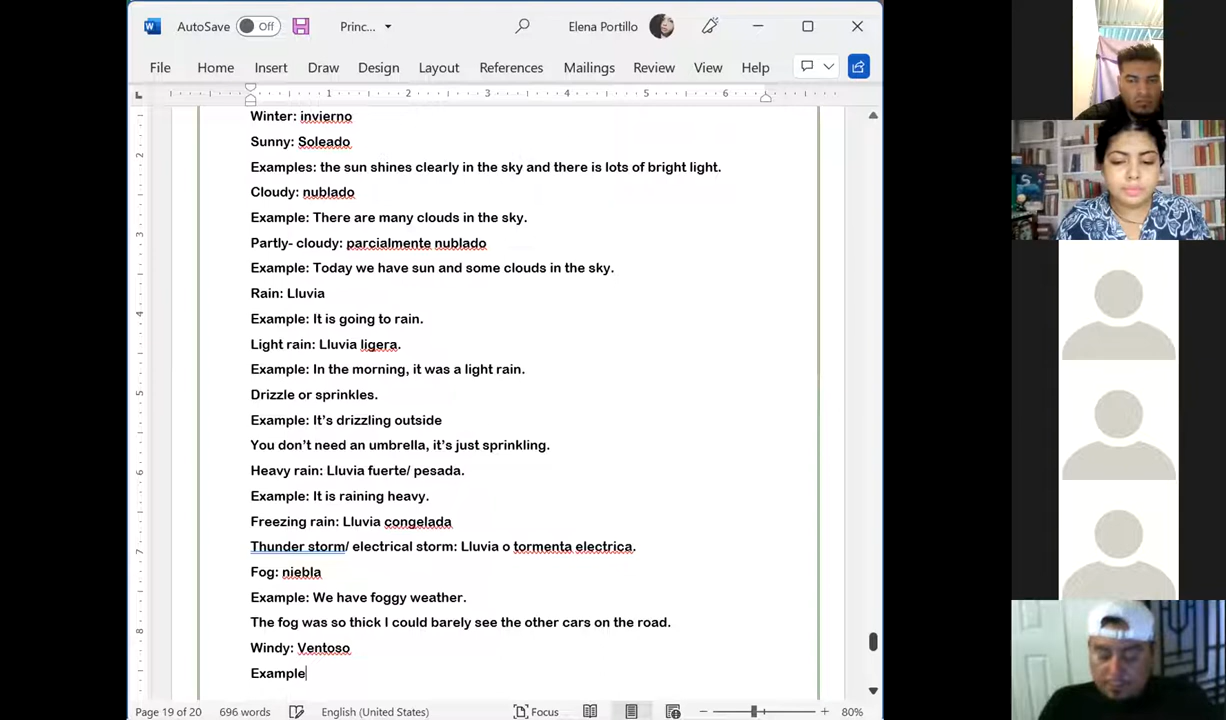 AutoSave Off Princ... Elena Portillo
File Home Insert Draw Design Layout References Mailings Review View Help
1 2 3 4 5 6
Winter: invierno
Sunny: Soleado
Examples: the sun shines clearly in the sky and there is lots of bright light.
Cloudy: nublado
Example: There are many clouds in the sky.
Partly- cloudy: parcialmente nublado
Example: Today we have sun and some clouds in the sky.
Rain: Lluvia
Example: It is going to rain.
Light rain: Lluvia ligera.
Example: In the morning, it was a light rain.
Drizzle or sprinkles.
Example: It’s drizzling outside
You don’t need an umbrella, it’s just sprinkling.
Heavy rain: Lluvia fuerte/ pesada.
Example: It is raining heavy.
Freezing rain: Lluvia congelada
Thunder storm/ electrical storm: Lluvia o tormenta electrica.
Fog: niebla
Example: We have foggy weather.
The fog was so thick I could barely see the other cars on the road.
Windy: Ventoso
Example
Page 19 of 20 696 words English (United States) Focus 80%